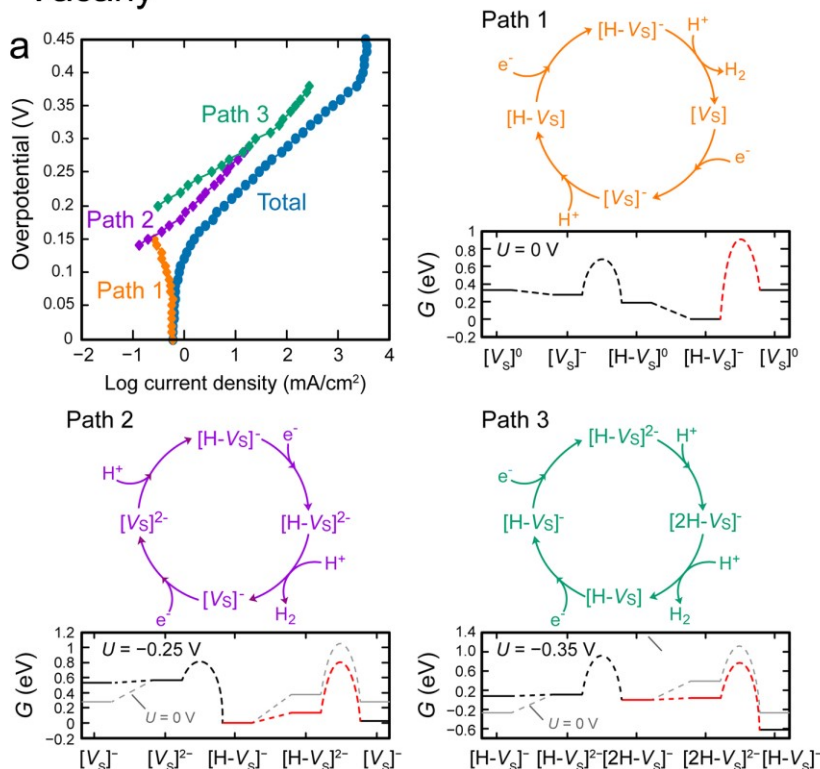 a
0.45
0.4
0.35
0.3
0.25
0.2
0.15
0.1
0.05
0
Overpotential (V)
Path 3
Path 2
Total
Path 1
−2 −1 0 1 2 3 4
Log current density (mA/cm²)
Path 1
[H-VS]⁻
H⁺
H₂
e⁻
[H-VS]
[VS]
e⁻
[VS]⁻
H⁺
U = 0 V
1
0.8
0.6
0.4
0.2
0
−0.2
G (eV)
[VS]⁰ [VS]⁻ [H-VS]⁰ [H-VS]⁻ [VS]⁰
Path 2
[H-VS]⁻
e⁻
H⁺
[VS]²⁻
[H-VS]²⁻
H⁺
[VS]⁻
H₂
e⁻
U = −0.25 V
1.2
1.0
0.8
0.6
0.4
0.2
0
−0.2
G (eV)
U = 0 V
[VS]⁻ [VS]²⁻ [H-VS]⁻ [H-VS]²⁻ [VS]⁻
Path 3
[H-VS]²⁻
H⁺
e⁻
[H-VS]⁻
[2H-VS]⁻
H⁺
[H-VS]
H₂
e⁻
U = −0.35 V
1.4
1.0
0.6
0.2
−0.2
−0.6
G (eV)
U = 0 V
[H-VS]⁻ [H-VS]²⁻ [2H-VS]⁻ [2H-VS]²⁻ [H-VS]⁻